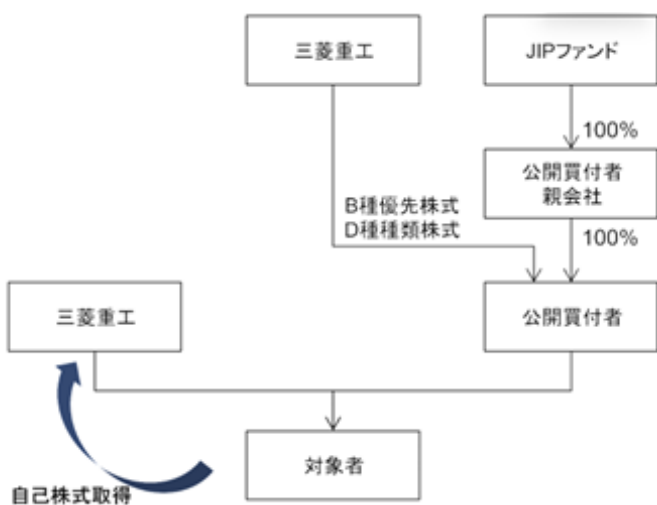 三菱重工
JIPファンド
100%
公開買付者
親会社
B種優先株式
D種種類株式
100%
三菱重工
公開買付者
対象者
自己株式取得